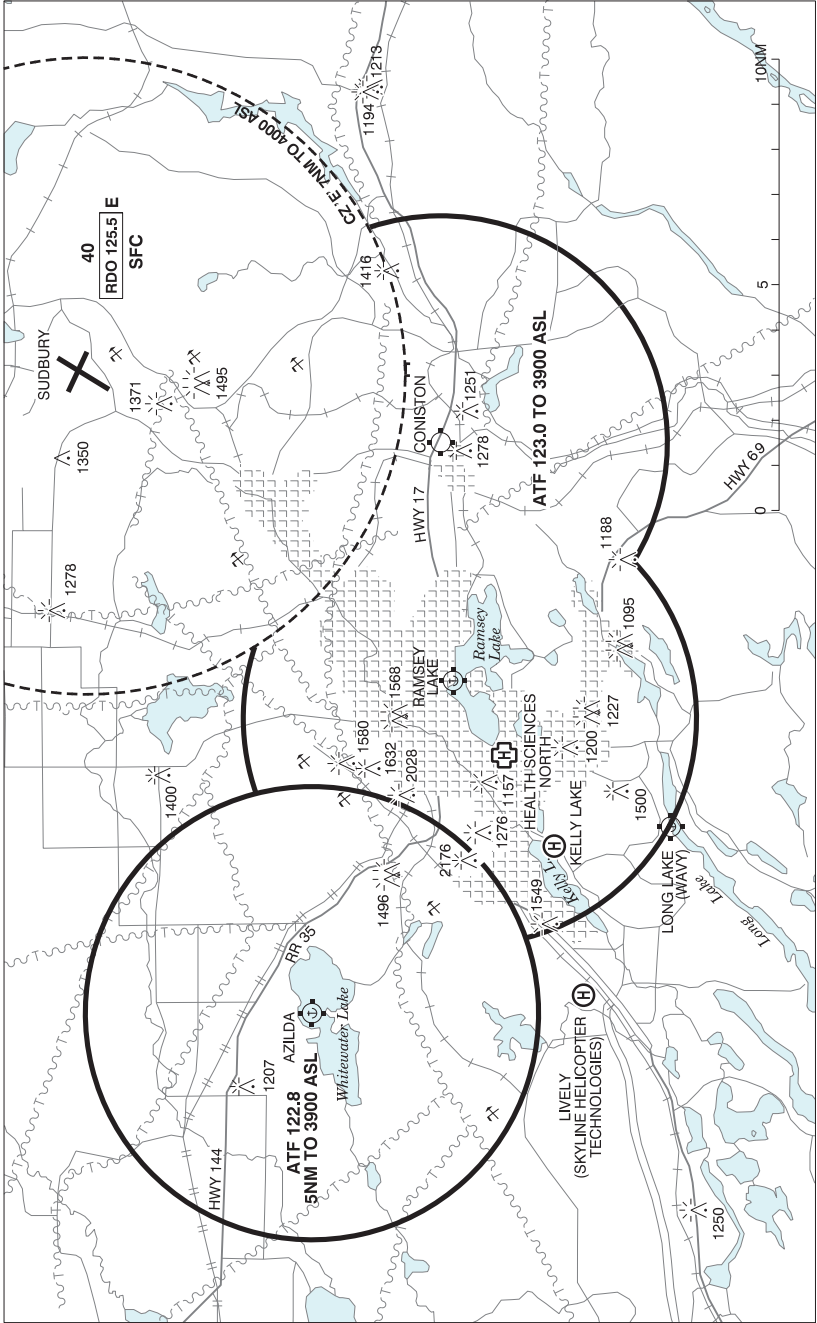 SUDBURY
40
RDO 125.5 E
SFC
CZ 'E' 7NM TO 4000 ASL
1278
1350
1371
1495
1416
1194
1213
1400
1580
1632
1568
2028
1496
2176
1276
1157
1549
1207
HWY 144
RR 35
AZILDA
Whitewater Lake
ATF 122.8
5NM TO 3900 ASL
RAMSEY
LAKE
Ramsey
Lake
HWY 17
CONISTON
1278
1251
ATF 123.0 TO 3900 ASL
HEALTH SCIENCES
NORTH
KELLY LAKE
Kelly L.
1200
1227
1095
1188
1500
HWY 69
LONG LAKE
(WAVY)
Long
Lake
LIVELY
(SKYLINE HELICOPTER
TECHNOLOGIES)
1250
0
5
10NM